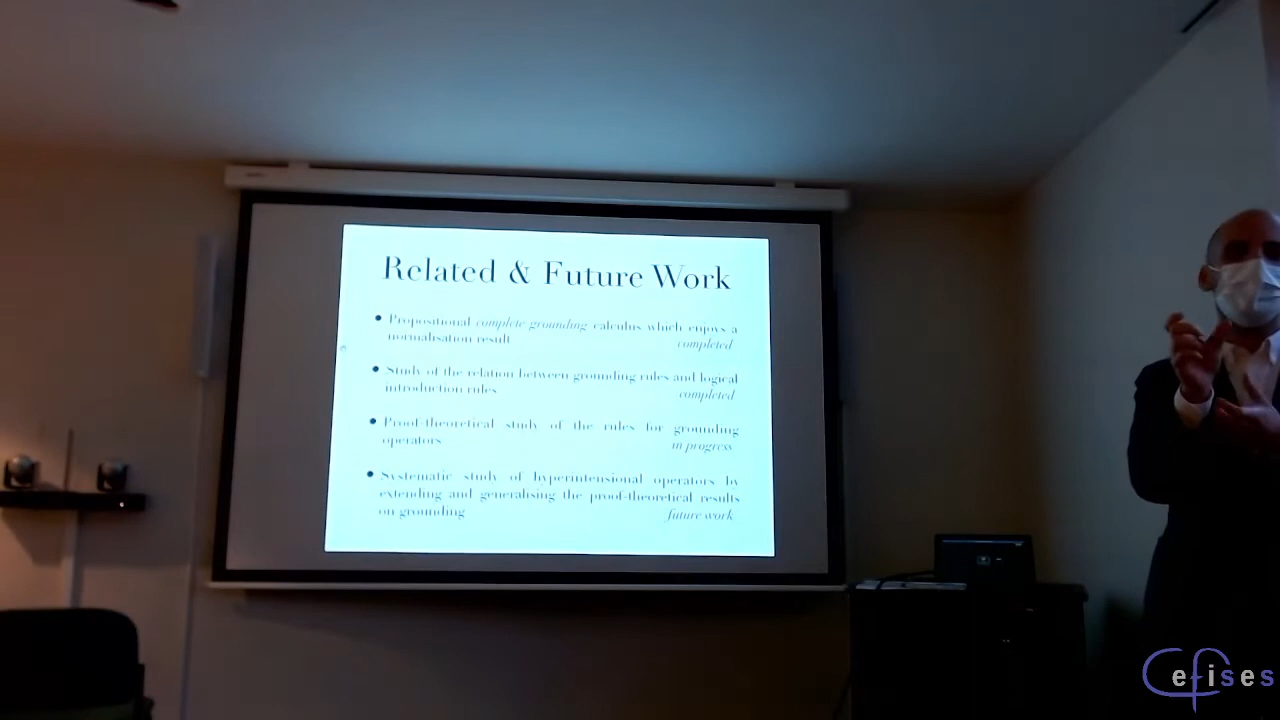 Related & Future Work
• Propositional complete grounding calculus which enjoys a
normalisation result completed
• Study of the relation between grounding rules and logical
introduction rules completed
• Proof-theoretical study of the rules for grounding
operators in progress
• Systematic study of hyperintensional operators by
extending and generalising the proof-theoretical results
on grounding future work
Cefises